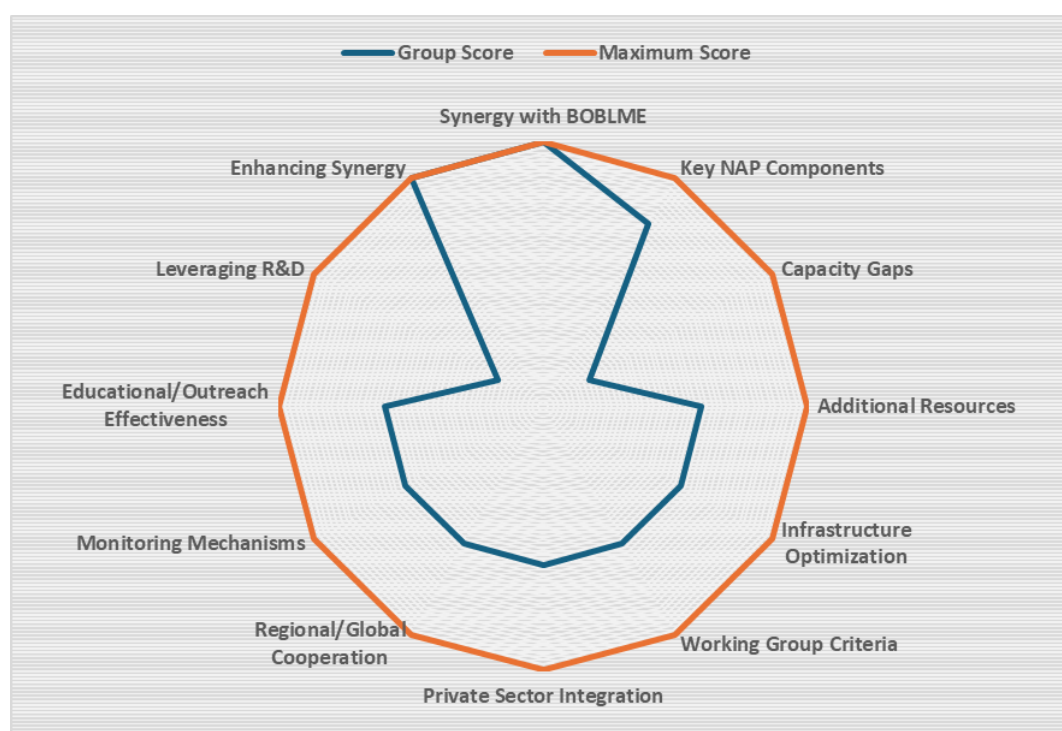 Group Score
Maximum Score
Synergy with BOBLME
Enhancing Synergy
Key NAP Components
Leveraging R&D
Capacity Gaps
Educational/Outreach
Effectiveness
Additional Resources
Monitoring Mechanisms
Infrastructure
Optimization
Regional/Global
Cooperation
Working Group Criteria
Private Sector Integration